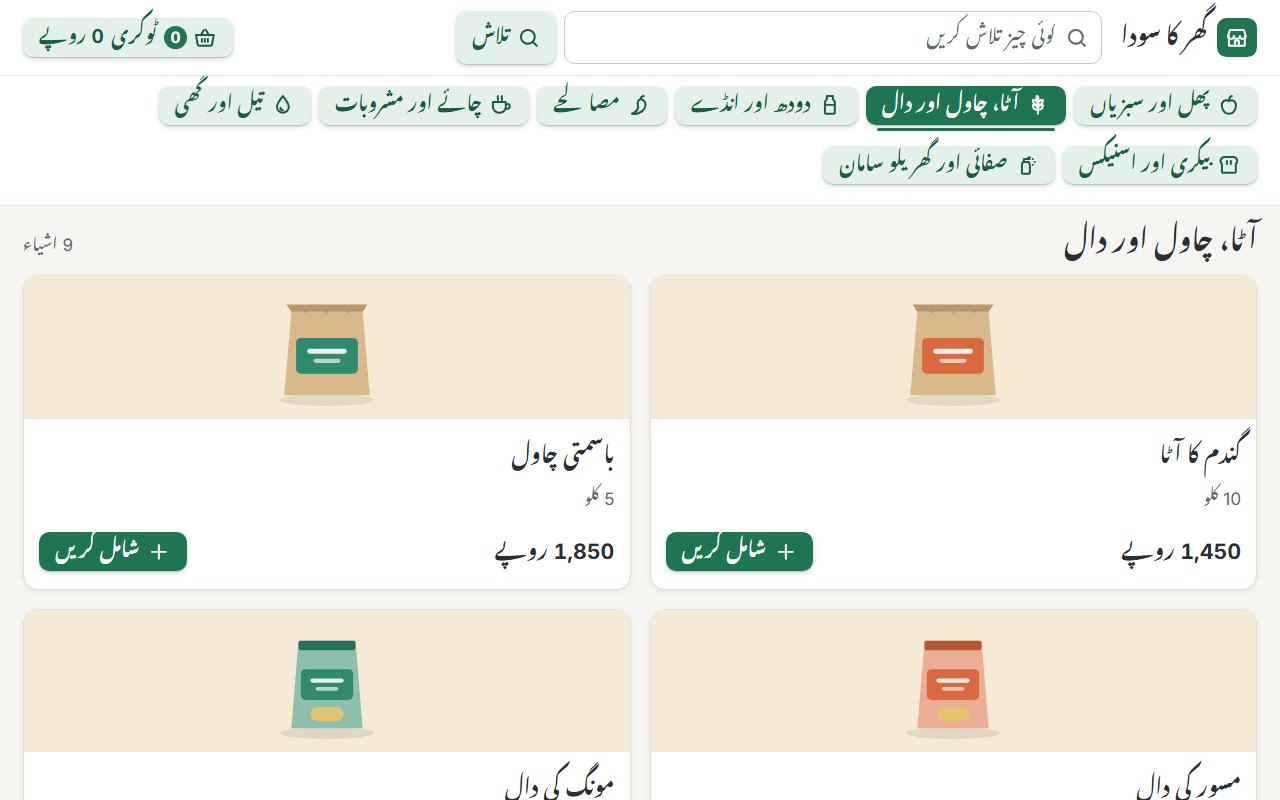 گھر کا سودا
کوئی چیز تلاش کریں
تلاش
0 ٹوکری 0 روپے
پھل اور سبزیاں
آٹا، چاول اور دال
دودھ اور انڈے
مصالحے
چائے اور مشروبات
تیل اور گھی
بیکری اور اسنیکس
صفائی اور گھریلو سامان
آٹا، چاول اور دال
9 اشیاء
گندم کا آٹا
10 کلو
1,450 روپے
شامل کریں
باسمتی چاول
5 کلو
1,850 روپے
شامل کریں
مسور کی دال
مونگ کی دال